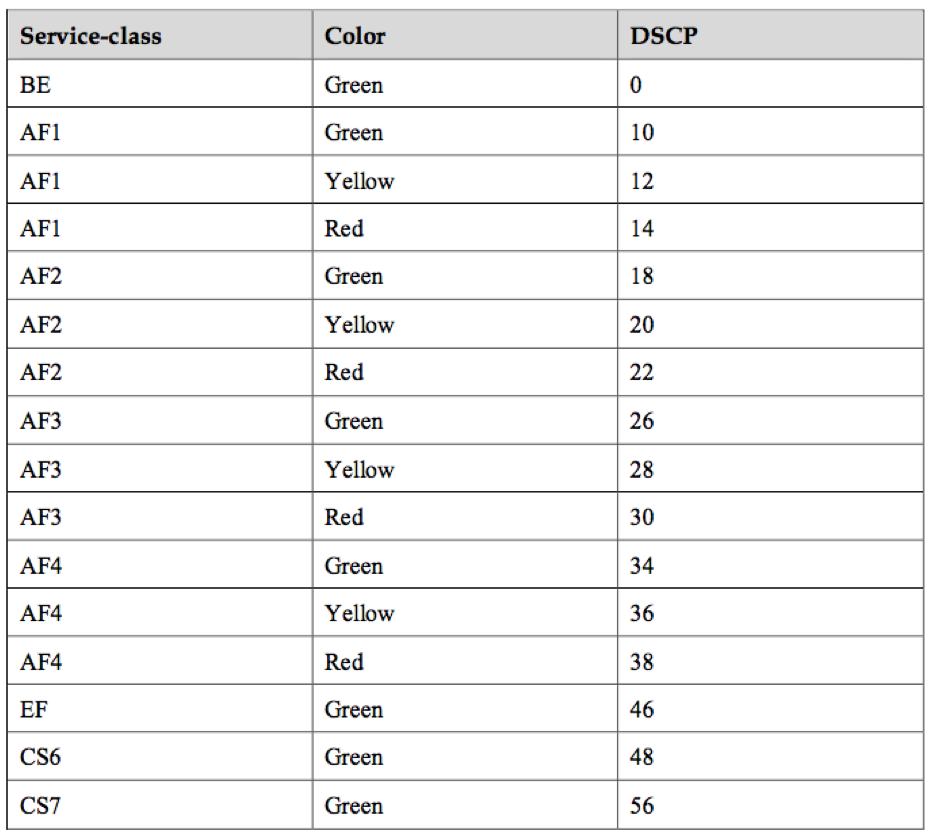 Service-class Color DSCP
BE Green 0
AF1 Green 10
AF1 Yellow 12
AF1 Red 14
AF2 Green 18
AF2 Yellow 20
AF2 Red 22
AF3 Green 26
AF3 Yellow 28
AF3 Red 30
AF4 Green 34
AF4 Yellow 36
AF4 Red 38
EF Green 46
CS6 Green 48
CS7 Green 56